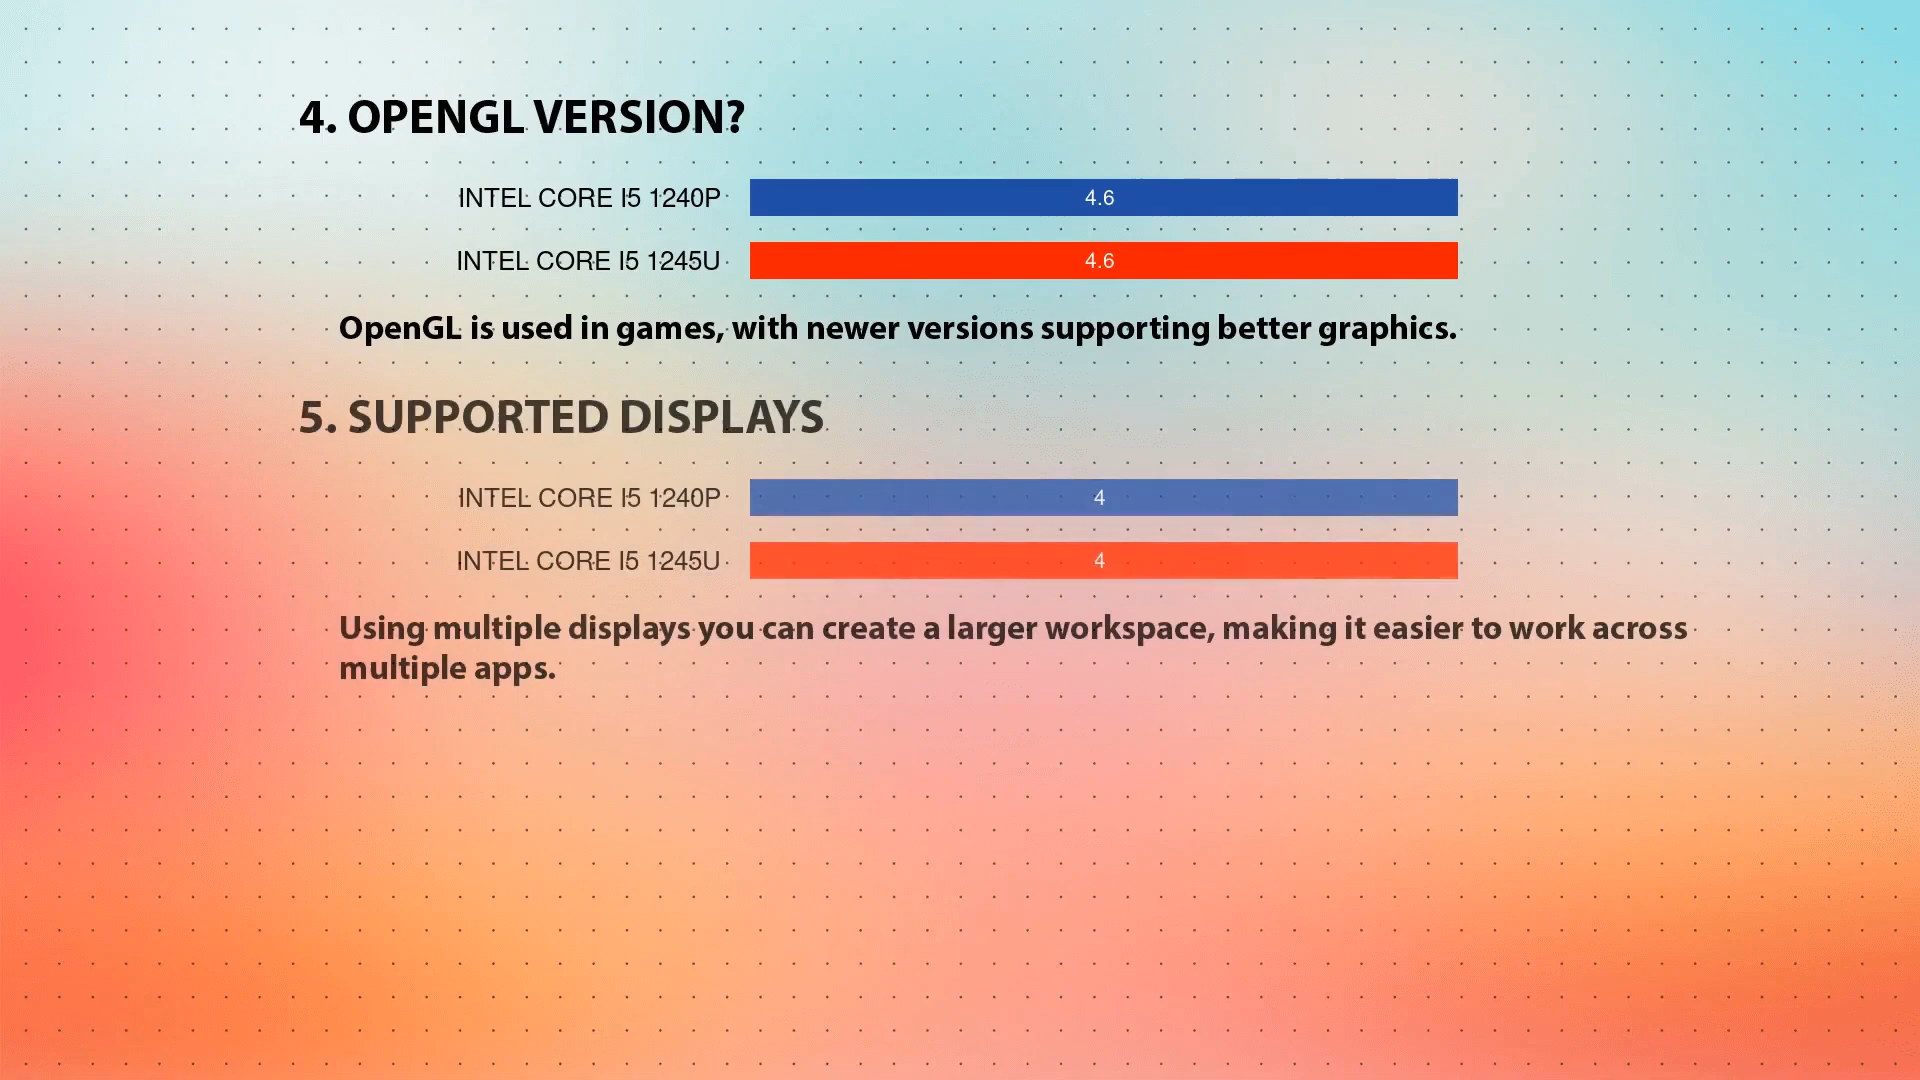 4. OPENGL VERSION?
INTEL CORE I5 1240P
4.6
INTEL CORE I5 1245U
4.6
OpenGL is used in games, with newer versions supporting better graphics.
5. SUPPORTED DISPLAYS
INTEL CORE I5 1240P
4
INTEL CORE I5 1245U
4
Using multiple displays you can create a larger workspace, making it easier to work across
multiple apps.